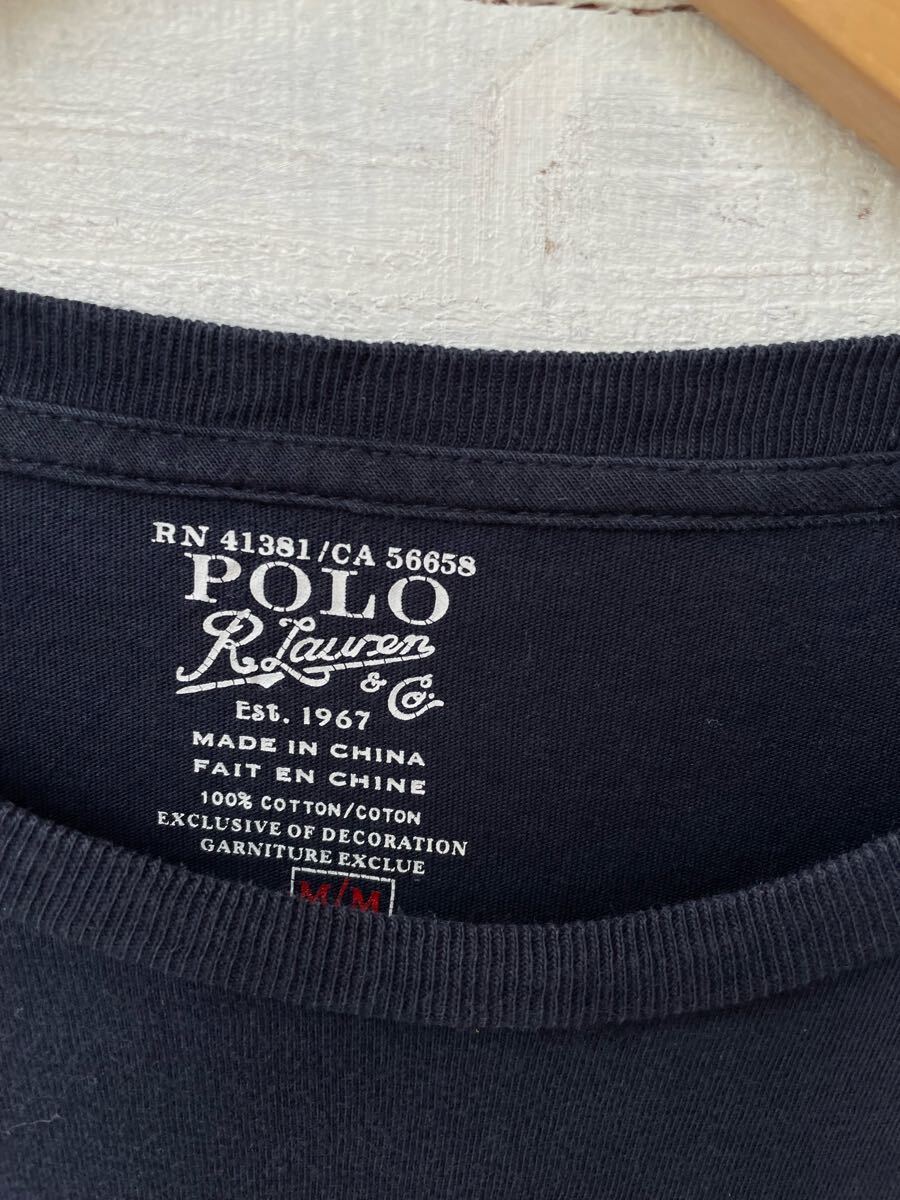 RN 41381/CA 56658
POLO
R Lauren
& Co.
Est. 1967
MADE IN CHINA
FAIT EN CHINE
100% COTTON/COTON
EXCLUSIVE OF DECORATION
GARNITURE EXCLUE
M/M